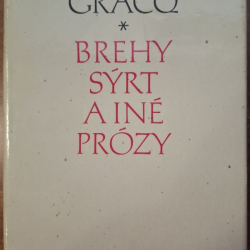 GRACQ
*
BREHY
SÝRT
A INÉ
PRÓZY